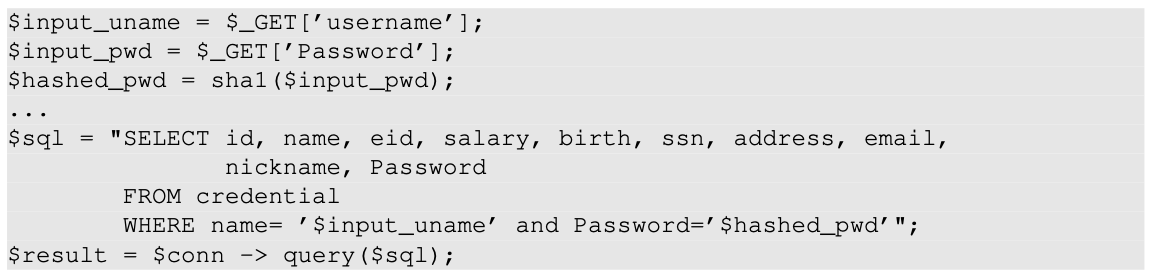 $input_uname = $_GET[’username’];
$input_pwd = $_GET[’Password’];
$hashed_pwd = sha1($input_pwd);
...
$sql = "SELECT id, name, eid, salary, birth, ssn, address, email,
nickname, Password
FROM credential
WHERE name= ’$input_uname’ and Password=’$hashed_pwd’";
$result = $conn -> query($sql);